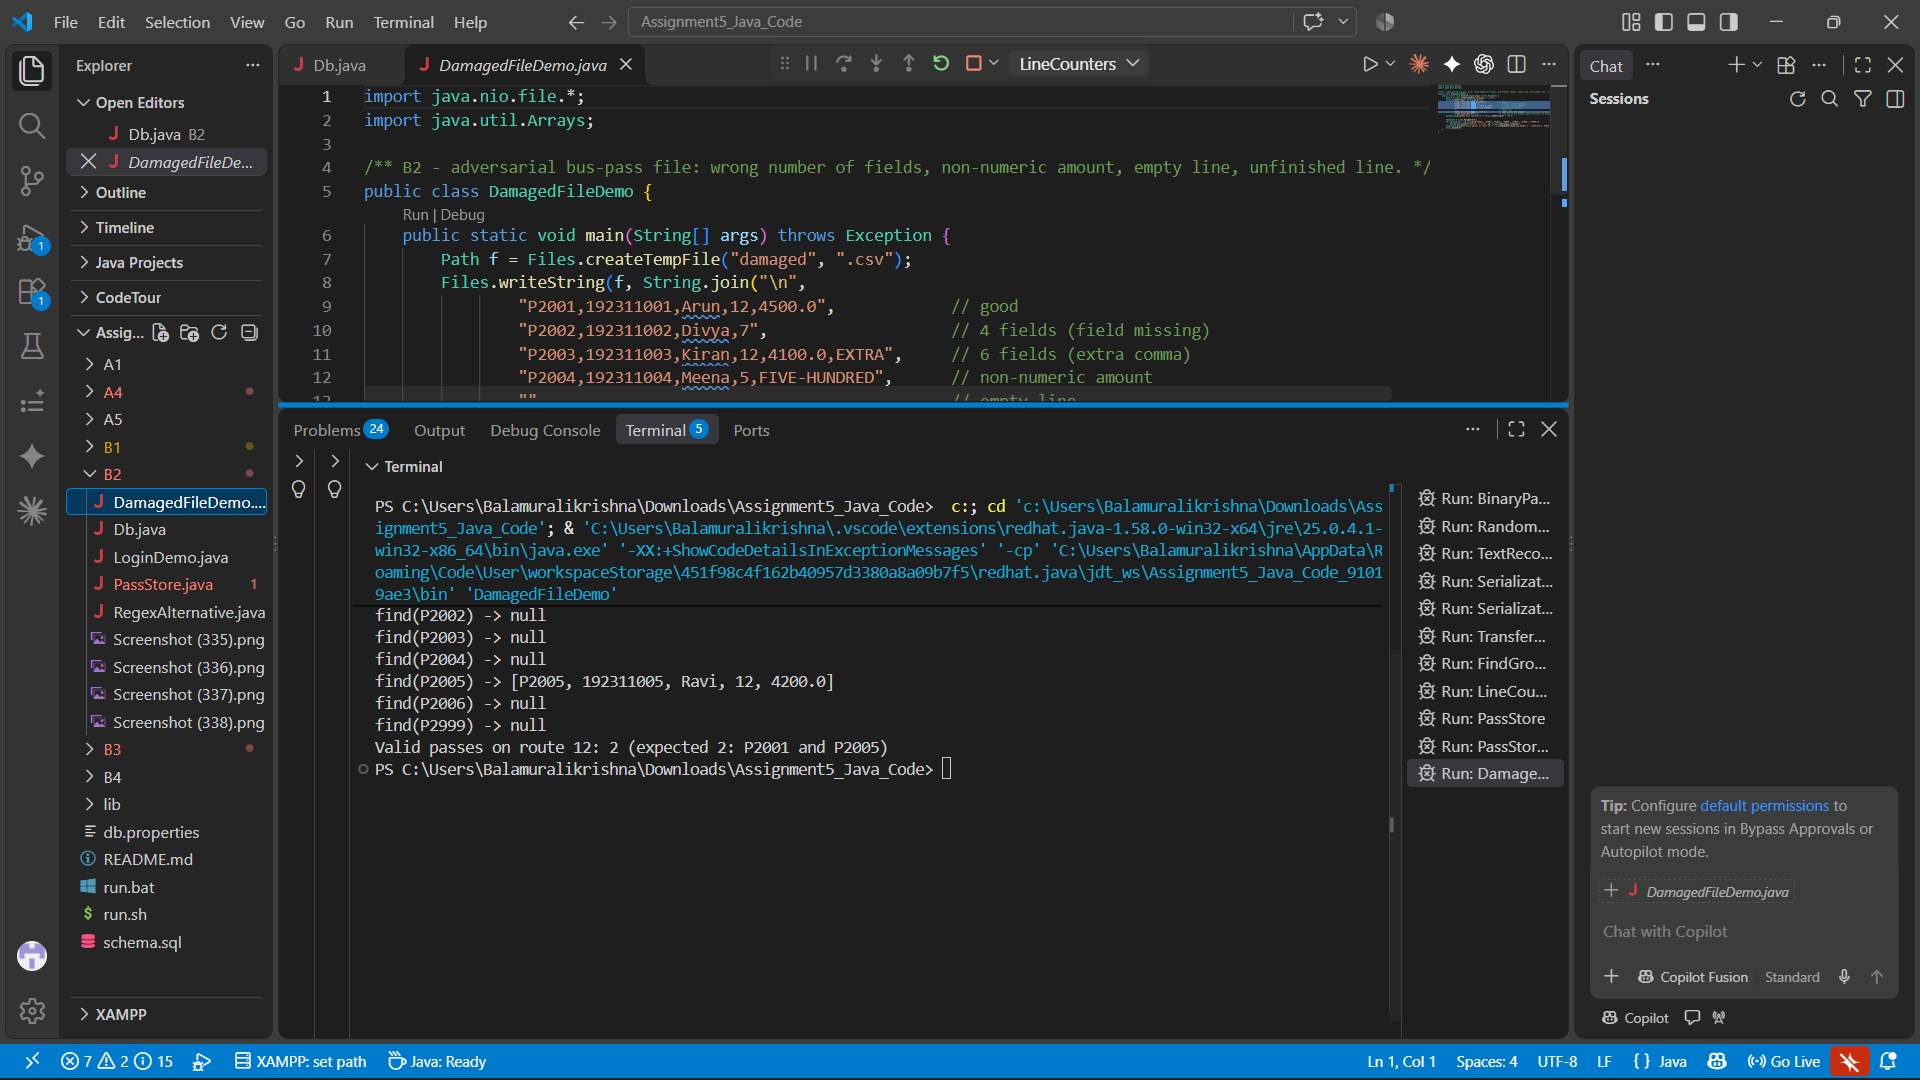 File Edit Selection View Go Run Terminal Help
Assignment5_Java_Code
Explorer
Open Editors
Db.java B2
DamagedFileDe...
Outline
Timeline
Java Projects
CodeTour
Assig...
A1
A4
A5
B1
B2
DamagedFileDemo....
Db.java
LoginDemo.java
PassStore.java 1
RegexAlternative.java
Screenshot (335).png
Screenshot (336).png
Screenshot (337).png
Screenshot (338).png
B3
B4
lib
db.properties
README.md
run.bat
run.sh
schema.sql
XAMPP
1
1
Db.java
DamagedFileDemo.java
LineCounters
1 import java.nio.file.*;
2 import java.util.Arrays;
3
4 /** B2 - adversarial bus-pass file: wrong number of fields, non-numeric amount, empty line, unfinished line. */
5 public class DamagedFileDemo {
Run | Debug
6 public static void main(String[] args) throws Exception {
7 Path f = Files.createTempFile("damaged", ".csv");
8 Files.writeString(f, String.join("\n",
9 "P2001,192311001,Arun,12,4500.0", // good
10 "P2002,192311002,Divya,7", // 4 fields (field missing)
11 "P2003,192311003,Kiran,12,4100.0,EXTRA", // 6 fields (extra comma)
12 "P2004,192311004,Meena,5,FIVE-HUNDRED", // non-numeric amount
13 "" // empty line
Problems 24 Output Debug Console Terminal 5 Ports
Terminal
PS C:\Users\Balamuralikrishna\Downloads\Assignment5_Java_Code> c:; cd 'c:\Users\Balamuralikrishna\Downloads\Ass
ignment5_Java_Code'; & 'C:\Users\Balamuralikrishna\.vscode\extensions\redhat.java-1.58.0-win32-x64\jre\25.0.4.1-
win32-x86_64\bin\java.exe' '-XX:+ShowCodeDetailsInExceptionMessages' '-cp' 'C:\Users\Balamuralikrishna\AppData\R
oaming\Code\User\workspaceStorage\451f98c4f162b40957d3380a8a09b7f5\redhat.java\jdt_ws\Assignment5_Java_Code_9101
9ae3\bin' 'DamagedFileDemo'
find(P2002) -> null
find(P2003) -> null
find(P2004) -> null
find(P2005) -> [P2005, 192311005, Ravi, 12, 4200.0]
find(P2006) -> null
find(P2999) -> null
Valid passes on route 12: 2 (expected 2: P2001 and P2005)
PS C:\Users\Balamuralikrishna\Downloads\Assignment5_Java_Code>
Run: BinaryPa...
Run: Random...
Run: TextReco...
Run: Serializat...
Run: Serializat...
Run: Transfer...
Run: FindGro...
Run: LineCou...
Run: PassStore
Run: PassStor...
Run: Damage...
Chat
Sessions
Tip: Configure default permissions to
start new sessions in Bypass Approvals or
Autopilot mode.
DamagedFileDemo.java
Chat with Copilot
Copilot Fusion Standard
Copilot
7 2 15 XAMPP: set path Java: Ready
Ln 1, Col 1 Spaces: 4 UTF-8 LF {} Java Go Live